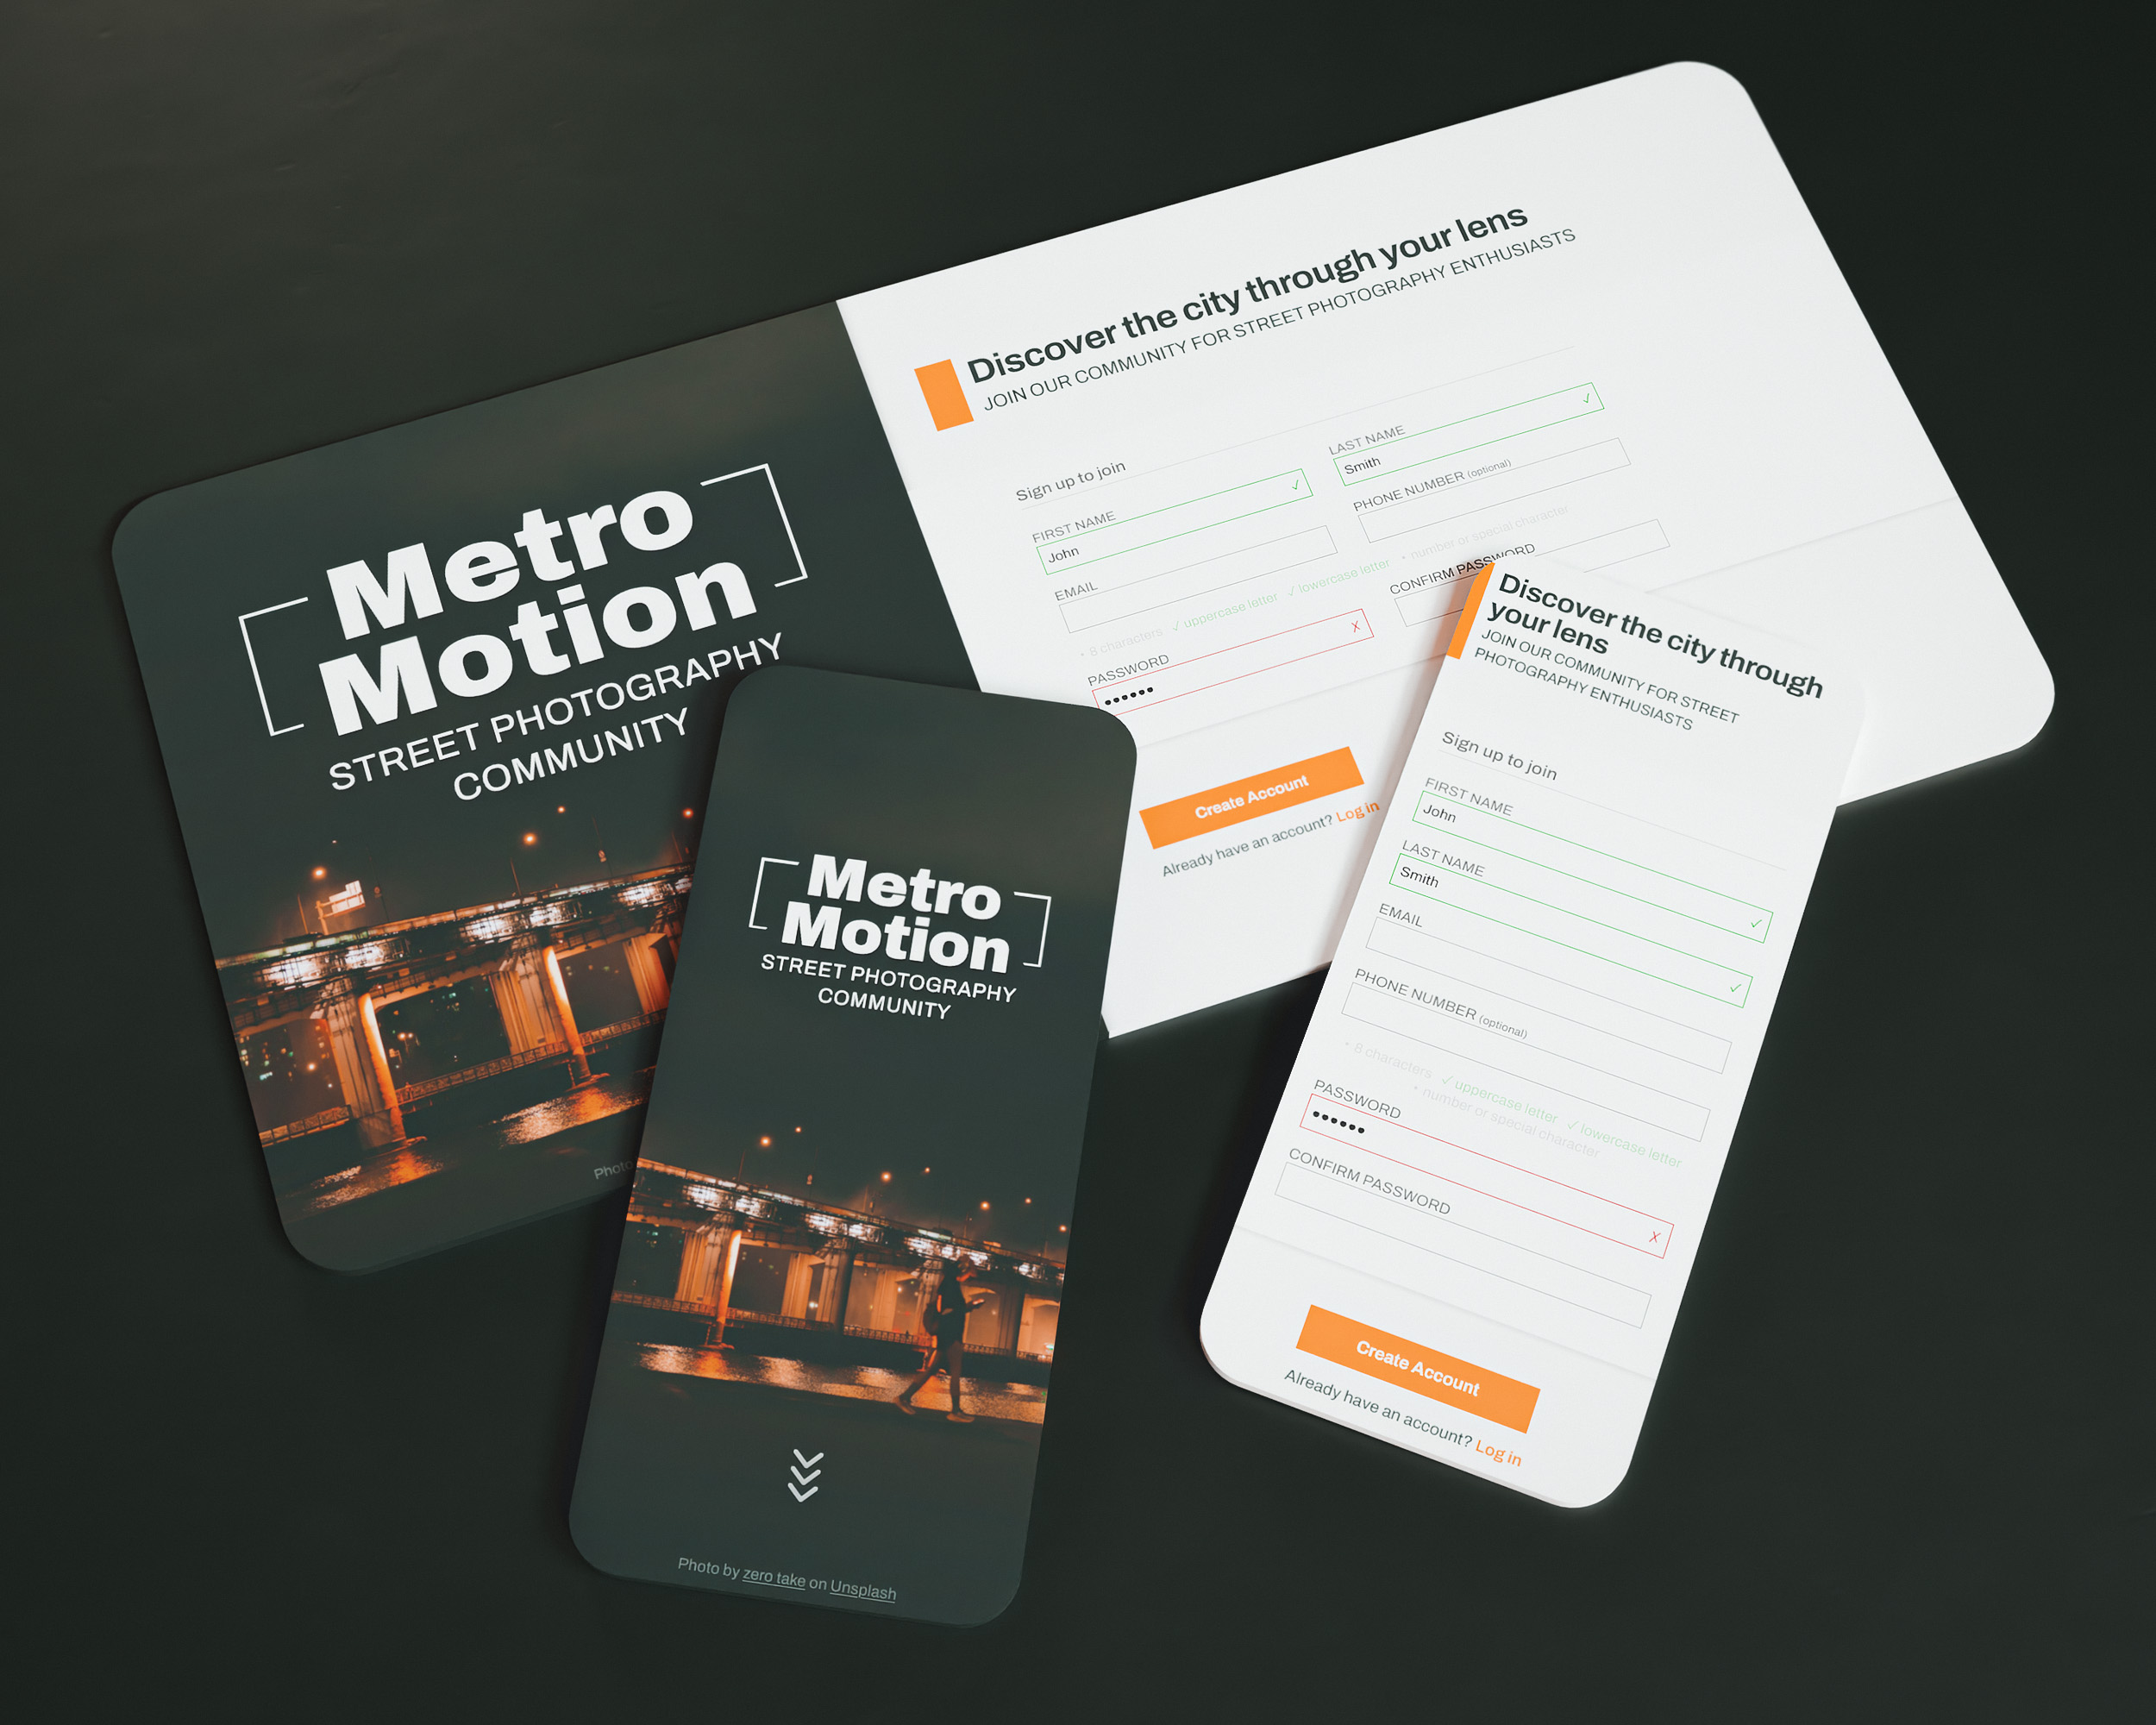 Metro
Motion
STREET PHOTOGRAPHY
COMMUNITY
Photo
Discover the city through your lens
JOIN OUR COMMUNITY FOR STREET PHOTOGRAPHY ENTHUSIASTS
Sign up to join
FIRST NAME
John
✓
LAST NAME
Smith
✓
EMAIL
PHONE NUMBER (optional)
• 8 characters ✓ uppercase letter ✓ lowercase letter • number or special character
PASSWORD
••••••
X
CONFIRM PASSWORD
Create Account
Already have an account? Log in
Metro
Motion
STREET PHOTOGRAPHY
COMMUNITY
Photo by zero take on Unsplash
Discover the city through
your lens
JOIN OUR COMMUNITY FOR STREET
PHOTOGRAPHY ENTHUSIASTS
Sign up to join
FIRST NAME
John
✓
LAST NAME
Smith
✓
EMAIL
PHONE NUMBER (optional)
• 8 characters ✓ uppercase letter ✓ lowercase letter
• number or special character
PASSWORD
••••••
X
CONFIRM PASSWORD
Create Account
Already have an account? Log in